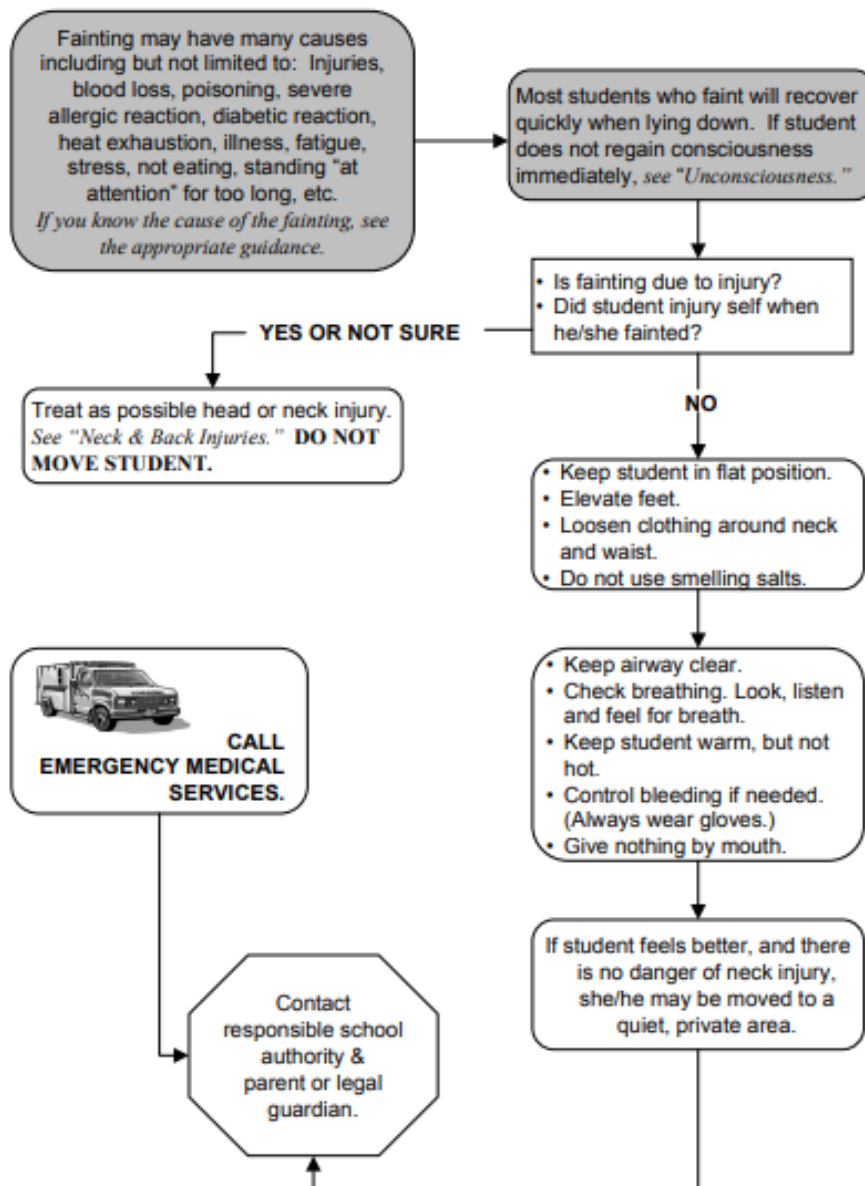 Fainting may have many causes
including but not limited to: Injuries,
blood loss, poisoning, severe
allergic reaction, diabetic reaction,
heat exhaustion, illness, fatigue,
stress, not eating, standing “at
attention” for too long, etc.
If you know the cause of the fainting, see
the appropriate guidance.
Most students who faint will recover
quickly when lying down. If student
does not regain consciousness
immediately, see “Unconsciousness.”
• Is fainting due to injury?
• Did student injury self when
he/she fainted?
YES OR NOT SURE
Treat as possible head or neck injury.
See “Neck & Back Injuries.” DO NOT
MOVE STUDENT.
NO
• Keep student in flat position.
• Elevate feet.
• Loosen clothing around neck
and waist.
• Do not use smelling salts.
• Keep airway clear.
• Check breathing. Look, listen
and feel for breath.
• Keep student warm, but not
hot.
• Control bleeding if needed.
(Always wear gloves.)
• Give nothing by mouth.
CALL
EMERGENCY MEDICAL
SERVICES.
If student feels better, and there
is no danger of neck injury,
she/he may be moved to a
quiet, private area.
Contact
responsible school
authority &
parent or legal
guardian.